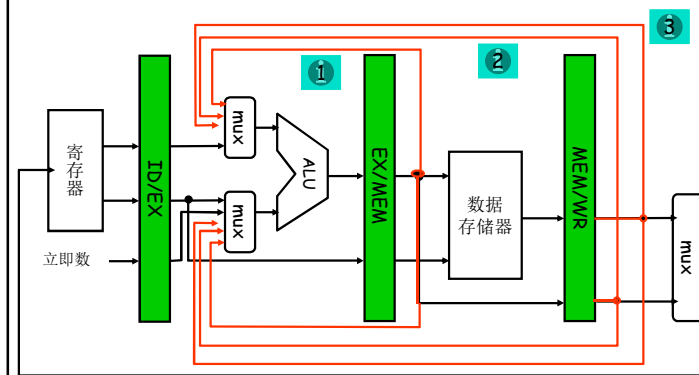 ③
①
②
mux
寄存器
ID/EX
ALU
EX/MEM
数据
存储器
MEM/WR
mux
mux
立即数